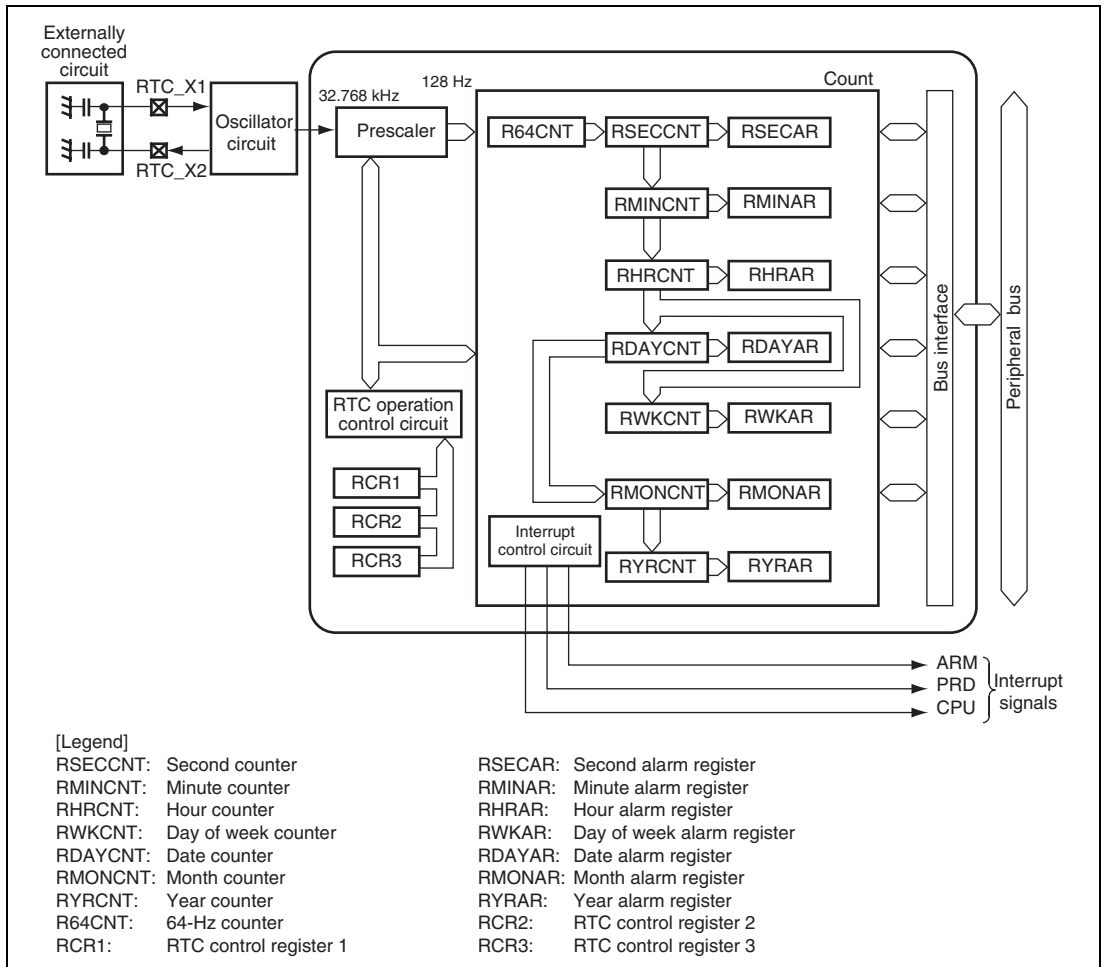 Externally
connected
circuit
RTC_X1
RTC_X2
Oscillator
circuit
32.768 kHz
128 Hz
Prescaler
Count
R64CNT
RSECCNT
RSECAR
RMINCNT
RMINAR
RHRCNT
RHRAR
RDAYCNT
RDAYAR
RWKCNT
RWKAR
RMONCNT
RMONAR
RYRCNT
RYRAR
RTC operation
control circuit
RCR1
RCR2
RCR3
Interrupt
control circuit
Bus interface
Peripheral bus
ARM
PRD
CPU
Interrupt
signals
[Legend]
RSECCNT: Second counter
RMINCNT: Minute counter
RHRCNT: Hour counter
RWKCNT: Day of week counter
RDAYCNT: Date counter
RMONCNT: Month counter
RYRCNT: Year counter
R64CNT: 64-Hz counter
RCR1: RTC control register 1
RSECAR: Second alarm register
RMINAR: Minute alarm register
RHRAR: Hour alarm register
RWKAR: Day of week alarm register
RDAYAR: Date alarm register
RMONAR: Month alarm register
RYRAR: Year alarm register
RCR2: RTC control register 2
RCR3: RTC control register 3